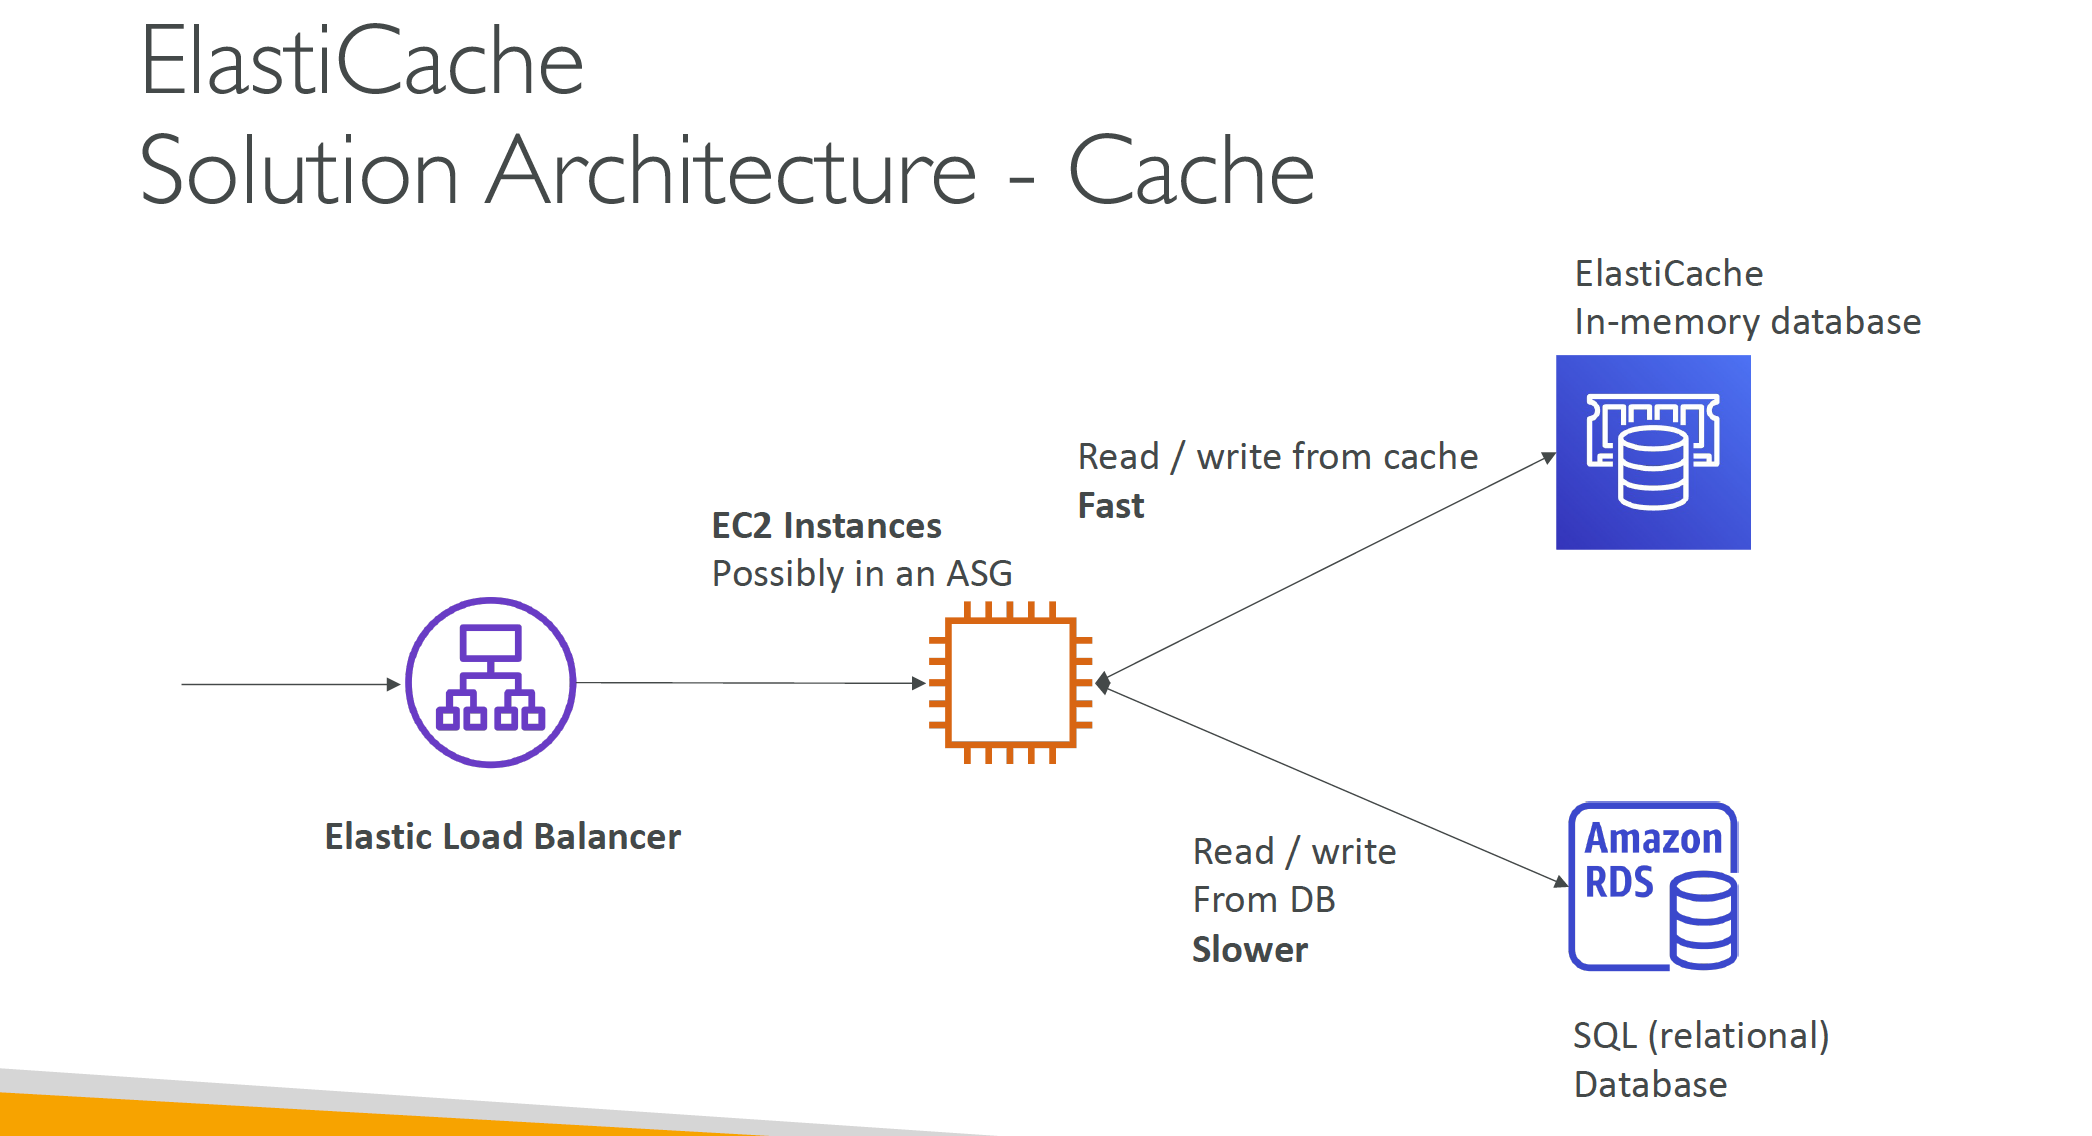 ElastiCache
Solution Architecture - Cache
ElastiCache
In-memory database
Read / write from cache
Fast
EC2 Instances
Possibly in an ASG
Elastic Load Balancer
Read / write
From DB
Slower
Amazon
RDS
SQL (relational)
Database